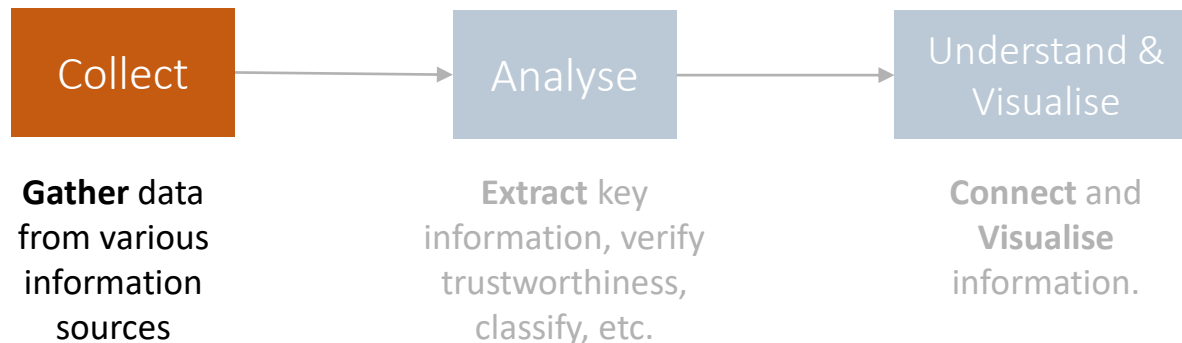 Collect
Analyse
Understand &
Visualise
Gather data
from various
information
sources
Extract key
information, verify
trustworthiness,
classify, etc.
Connect and
Visualise
information.